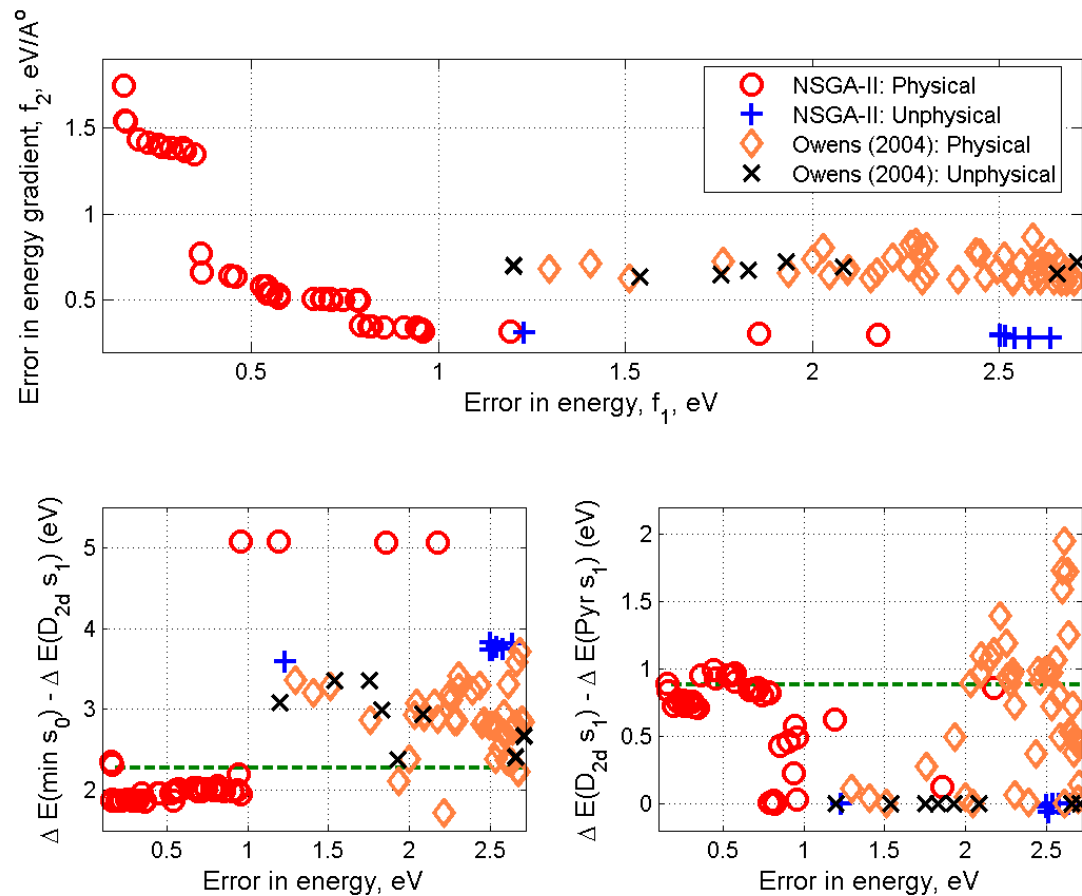 Error in energy gradient, f2, eV/Aº
1.5
1
0.5
NSGA-II: Physical
NSGA-II: Unphysical
Owens (2004): Physical
Owens (2004): Unphysical
0.5 1 1.5 2 2.5
Error in energy, f1, eV
Δ E(min s0) - Δ E(D2d s1) (eV)
5
4
3
2
0.5 1 1.5 2 2.5
Error in energy, eV
Δ E(D2d s1) - Δ E(Pyr s1) (eV)
2
1.5
1
0.5
0
0.5 1 1.5 2 2.5
Error in energy, eV